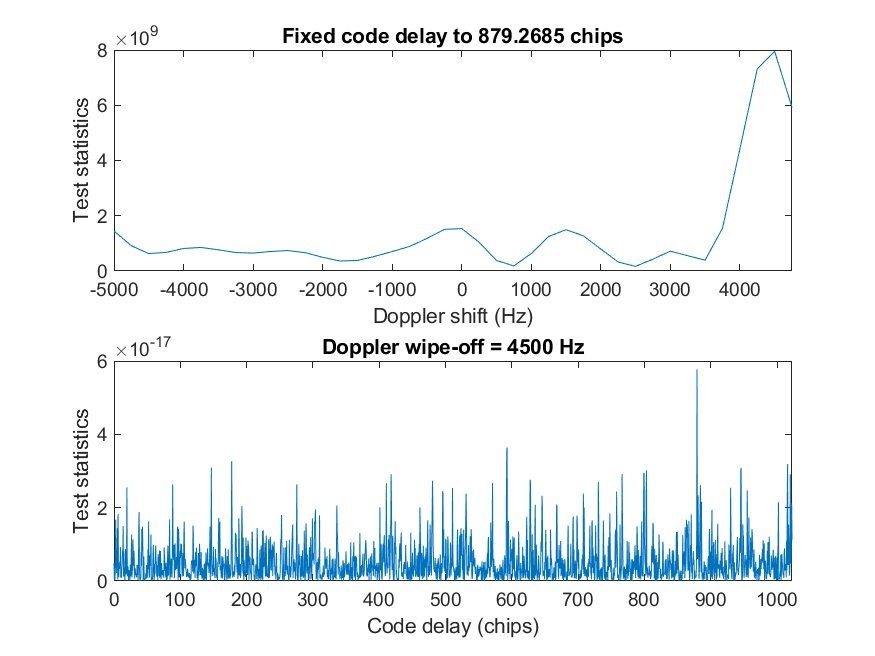 ×10^9
Fixed code delay to 879.2685 chips
8
6
4
2
0
Test statistics
-5000 -4000 -3000 -2000 -1000 0 1000 2000 3000 4000
Doppler shift (Hz)
×10^-17
Doppler wipe-off = 4500 Hz
6
4
2
0
Test statistics
0 100 200 300 400 500 600 700 800 900 1000
Code delay (chips)